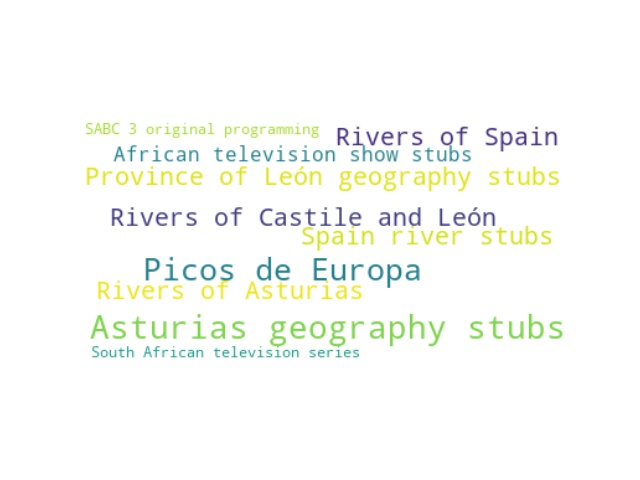 SABC 3 original programming
Rivers of Spain
African television show stubs
Province of León geography stubs
Rivers of Castile and León
Spain river stubs
Picos de Europa
Rivers of Asturias
Asturias geography stubs
South African television series